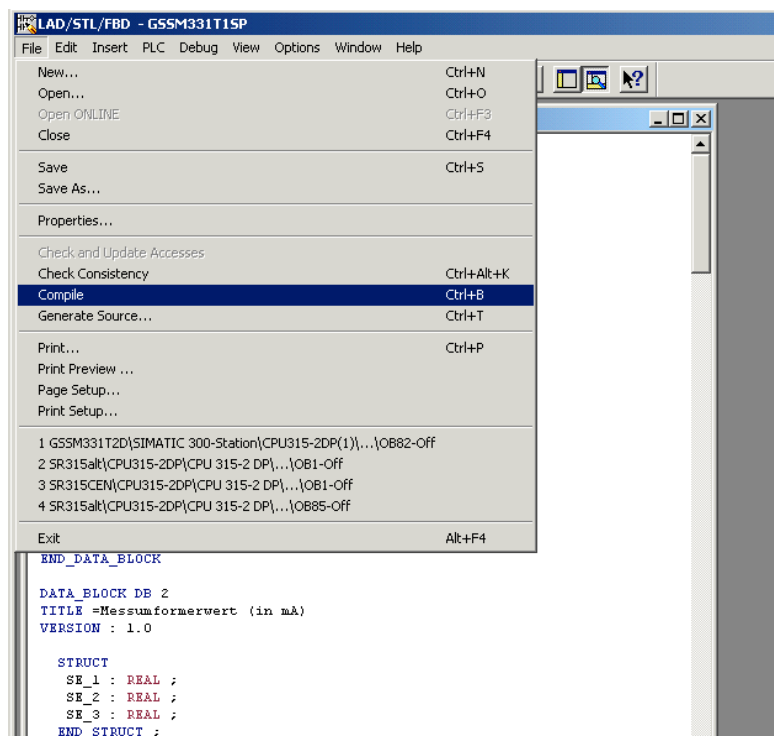 LAD/STL/FBD - GSSM331T1SP
File Edit Insert PLC Debug View Options Window Help
New... Ctrl+N
Open... Ctrl+O
Open ONLINE Ctrl+F3
Close Ctrl+F4
Save Ctrl+S
Save As...
Properties...
Check and Update Accesses
Check Consistency Ctrl+Alt+K
Compile Ctrl+B
Generate Source... Ctrl+T
Print... Ctrl+P
Print Preview ...
Page Setup...
Print Setup...
1 GSSM331T2D\SIMATIC 300-Station\CPU315-2DP(1)\...\OB82-Off
2 SR315alt\CPU315-2DP\CPU 315-2 DP\...\OB1-Off
3 SR315CEN\CPU315-2DP\CPU 315-2 DP\...\OB1-Off
4 SR315alt\CPU315-2DP\CPU 315-2 DP\...\OB85-Off
Exit Alt+F4
END_DATA_BLOCK
DATA_BLOCK DB 2
TITLE =Messumformerwert (in mA)
VERSION : 1.0
STRUCT
SE_1 : REAL ;
SE_2 : REAL ;
SE_3 : REAL ;
END_STRUCT ;